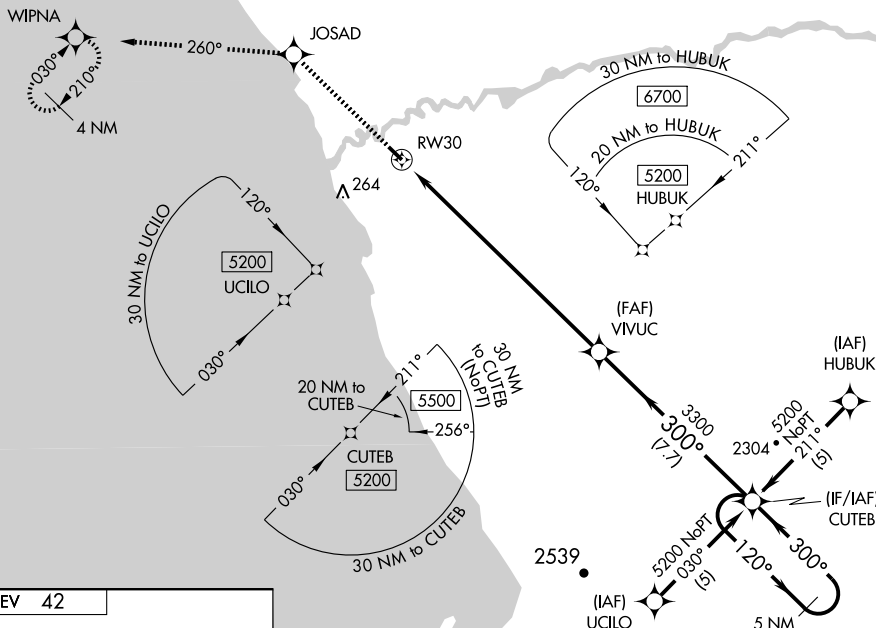 WIPNA
JOSAD
260°
030°
210°
4 NM
RW30
264
30 NM to HUBUK
6700
20 NM to HUBUK
211°
120°
5200
HUBUK
30 NM to UCILO
120°
5200
UCILO
030°
(FAF)
VIVUC
(IAF)
HUBUK
30 NM
to CUTEB
(NoPT)
211°
20 NM to
CUTEB
5500
256°
CUTEB
5200
030°
30 NM to CUTEB
3300
300°
(7.7)
5200
NoPT
211°
(5)
2304
(IF/IAF)
CUTEB
5200 NoPT
030°
(5)
120°
300°
5 NM
2539
(IAF)
UCILO
EV 42